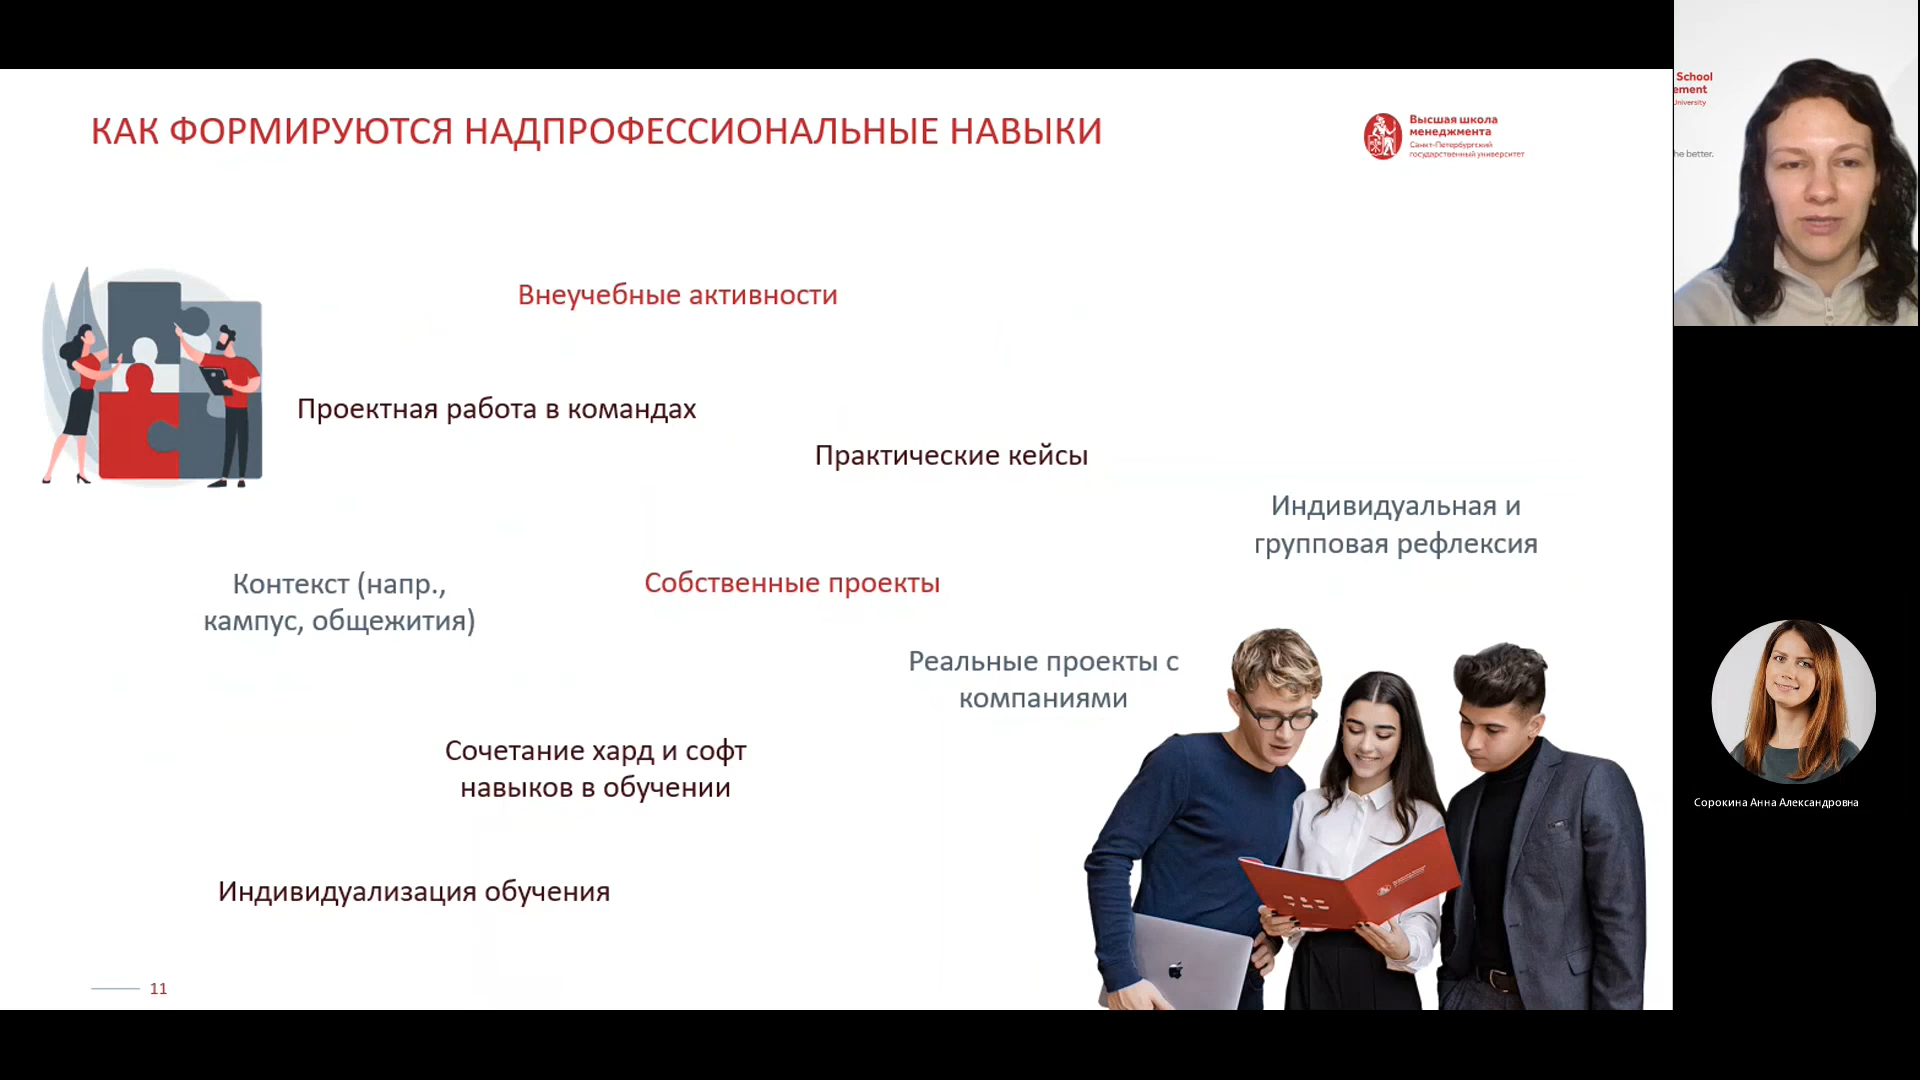 КАК ФОРМИРУЮТСЯ НАДПРОФЕССИОНАЛЬНЫЕ НАВЫКИ
Высшая школа
менеджмента
Санкт-Петербургский
государственный университет
School
ement
University
he better.
Внеучебные активности
Проектная работа в командах
Практические кейсы
Индивидуальная и
групповая рефлексия
Контекст (напр.,
кампус, общежития)
Собственные проекты
Реальные проекты с
компаниями
Сочетание хард и софт
навыков в обучении
Индивидуализация обучения
11
Сорокина Анна Александровна